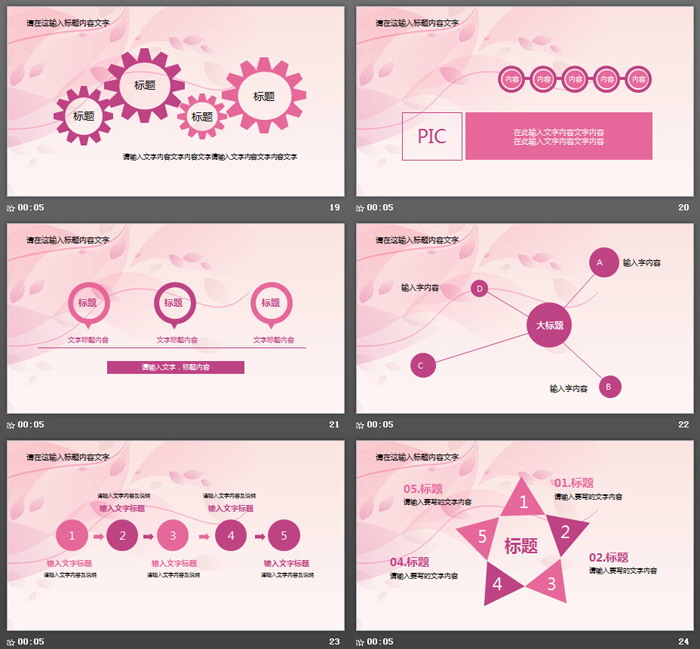 请在这输入标题内容文字
标题
标题
标题
标题
请输入文字内容文字内容文字请输入文字内容文字内容文字
00:05
19
请在这输入标题内容文字
内容
内容
内容
内容
内容
PIC
在此输入文字内容文字内容
在此输入文字内容文字内容
00:05
20
请在这输入标题内容文字
标题
标题
标题
文字标题内容
文字标题内容
文字标题内容
请输入文字，标题内容
00:05
21
请在这输入标题内容文字
A
输入字内容
输入字内容
D
大标题
C
输入字内容
B
00:05
22
请在这输入标题内容文字
请输入文字内容及说明
请输入文字内容及说明
输入文字标题
输入文字标题
1
2
3
4
5
输入文字标题
输入文字标题
输入文字标题
请输入文字内容及说明
请输入文字内容及说明
请输入文字内容及说明
00:05
23
请在这输入标题内容文字
01.标题
请输入要写的文字内容
05.标题
请输入要写的文字内容
1
2
5
标题
02.标题
请输入要写的文字内容
04.标题
请输入要写的文字内容
4
3
00:05
24